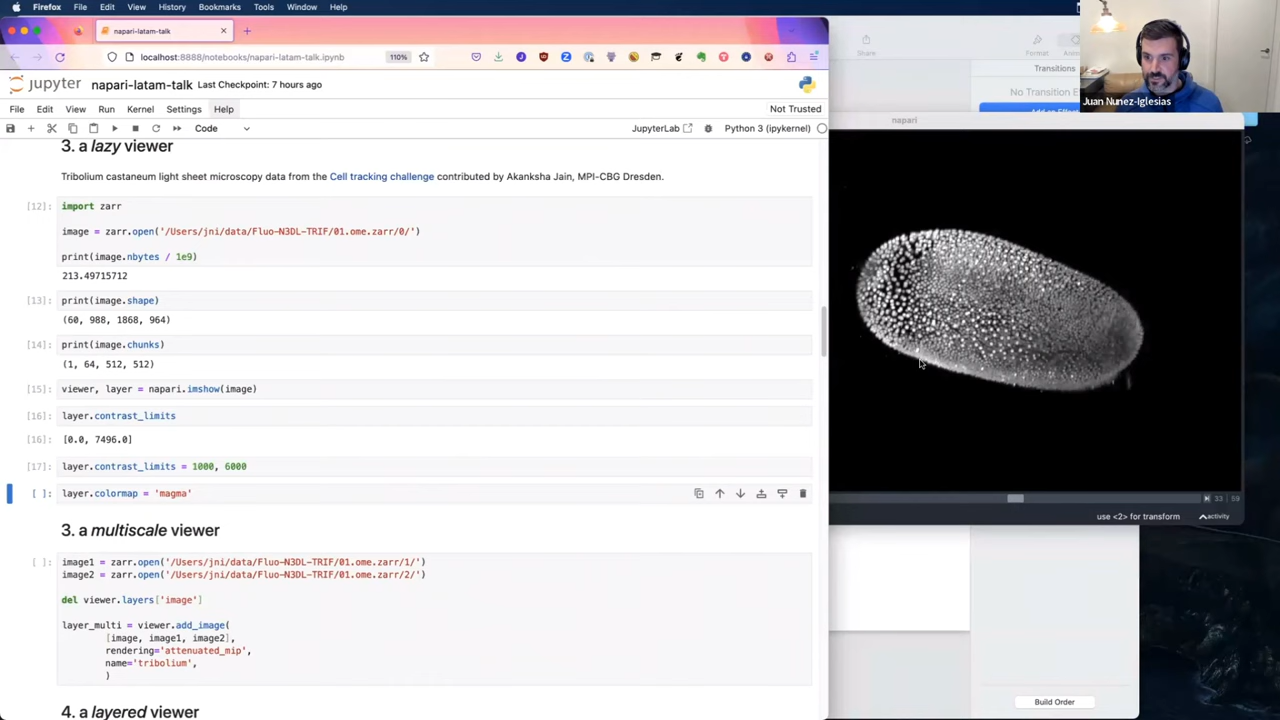 Firefox File Edit View History Bookmarks Tools Window Help
napari-latam-talk
localhost:8888/notebooks/napari-latam-talk.ipynb 110%
jupyter napari-latam-talk Last Checkpoint: 7 hours ago
File Edit View Run Kernel Settings Help Not Trusted
Code JupyterLab Python 3 (ipykernel)
3. a lazy viewer
Tribolium castaneum light sheet microscopy data from the Cell tracking challenge contributed by Akanksha Jain, MPI-CBG Dresden.
[12]: import zarr
image = zarr.open('/Users/jni/data/Fluo-N3DL-TRIF/01.ome.zarr/0/')
print(image.nbytes / 1e9)
213.49715712
[13]: print(image.shape)
(60, 988, 1868, 964)
[14]: print(image.chunks)
(1, 64, 512, 512)
[15]: viewer, layer = napari.imshow(image)
[16]: layer.contrast_limits
[16]: [0.0, 7496.0]
[17]: layer.contrast_limits = 1000, 6000
[ ]: layer.colormap = 'magma'
3. a multiscale viewer
[ ]: image1 = zarr.open('/Users/jni/data/Fluo-N3DL-TRIF/01.ome.zarr/1/')
image2 = zarr.open('/Users/jni/data/Fluo-N3DL-TRIF/01.ome.zarr/2/')
del viewer.layers['image']
layer_multi = viewer.add_image(
[image, image1, image2],
rendering='attenuated_mip',
name='tribolium',
)
4. a layered viewer
Share Format
Transitions
No Transition
Juan Nunez-Iglesias
napari
33 59
use <2> for transform activity
Build Order